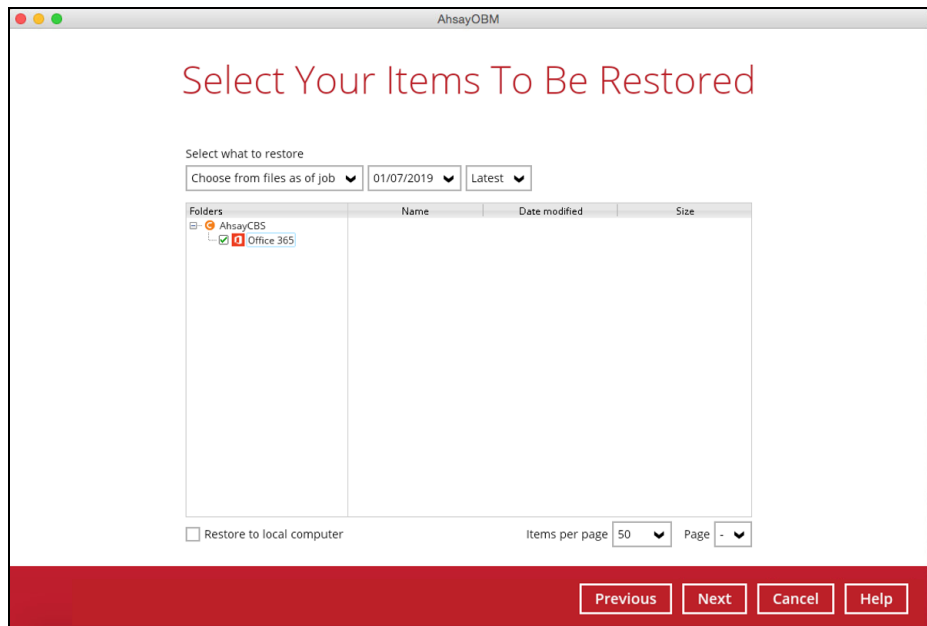 AhsayOBM
Select Your Items To Be Restored
Select what to restore
Choose from files as of job 01/07/2019 Latest
Folders Name Date modified Size
AhsayCBS
Office 365
Restore to local computer Items per page 50 Page -
Previous Next Cancel Help